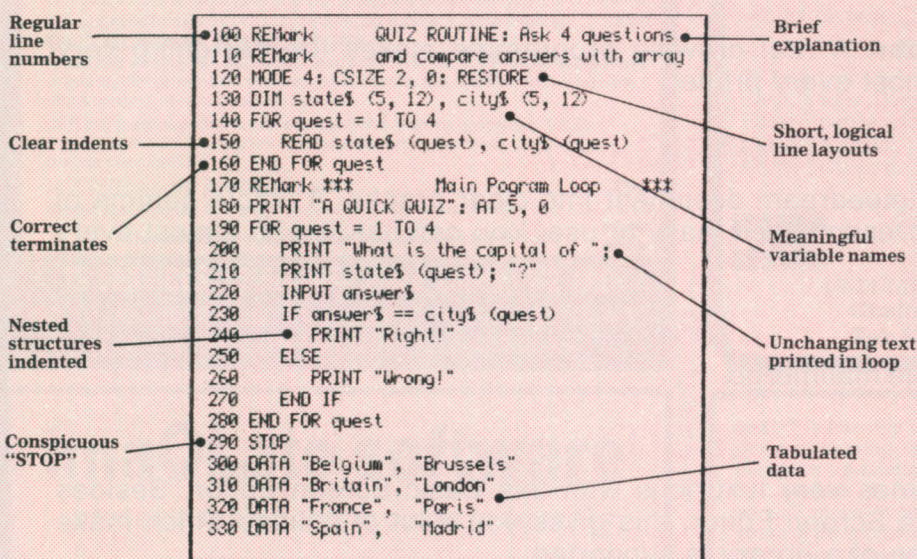 Regular
line
numbers
Clear indents
Correct
terminates
Nested
structures
indented
Conspicuous
"STOP"
100 REMark QUIZ ROUTINE: Ask 4 questions
110 REMark and compare answers with array
120 MODE 4: CSIZE 2, 0: RESTORE
130 DIM state$ (5, 12), city$ (5, 12)
140 FOR quest = 1 TO 4
150 READ state$ (quest), city$ (quest)
160 END FOR quest
170 REMark *** Main Pogram Loop ***
180 PRINT "A QUICK QUIZ": AT 5, 0
190 FOR quest = 1 TO 4
200 PRINT "What is the capital of ";
210 PRINT state$ (quest); "?"
220 INPUT answer$
230 IF answer$ == city$ (quest)
240 PRINT "Right!"
250 ELSE
260 PRINT "Wrong!"
270 END IF
280 END FOR quest
290 STOP
300 DATA "Belgium", "Brussels"
310 DATA "Britain", "London"
320 DATA "France", "Paris"
330 DATA "Spain", "Madrid"
Brief
explanation
Short, logical
line layouts
Meaningful
variable names
Unchanging text
printed in loop
Tabulated
data